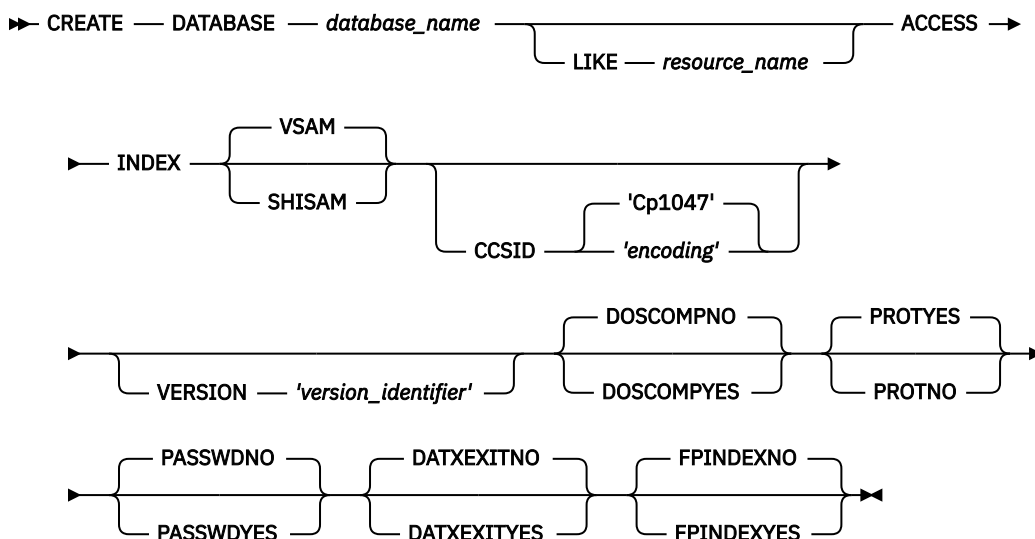 CREATE DATABASE database_name ACCESS
LIKE resource_name
VSAM
INDEX
SHISAM
'Cp1047'
CCSID 'encoding'
DOSCOMPNO PROTYES
VERSION 'version_identifier' DOSCOMPYES PROTNO
PASSWDNO DATXEXITNO FPINDEXNO
PASSWDYES DATXEXITYES FPINDEXYES